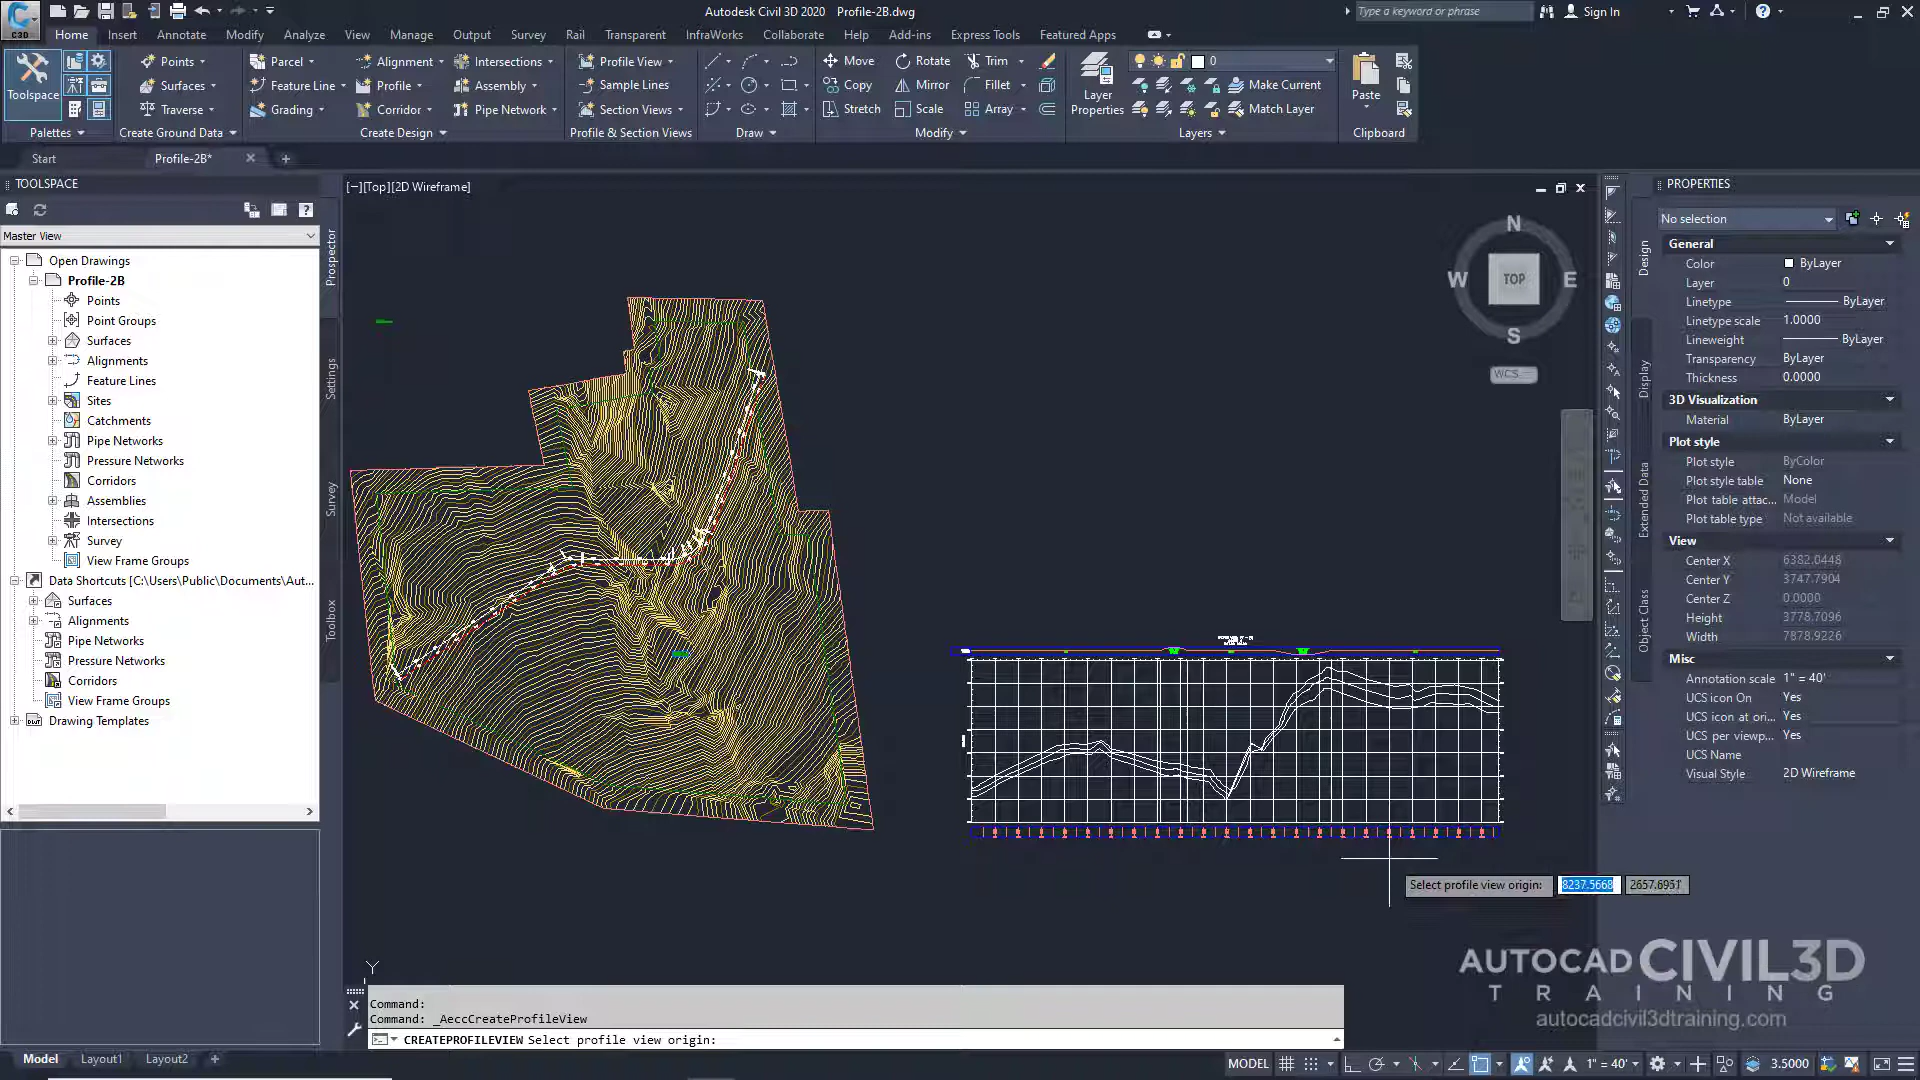 Autodesk Civil 3D 2020 Profile-2B.dwg
Type a keyword or phrase
Sign In
C3D
Home Insert Annotate Modify Analyze View Manage Output Survey Rail Transparent InfraWorks Collaborate Help Add-ins Express Tools Featured Apps
Toolspace
Points
Surfaces
Traverse
Parcel
Feature Line
Grading
Alignment
Profile
Corridor
Intersections
Assembly
Pipe Network
Profile View
Sample Lines
Section Views
Move
Copy
Stretch
Rotate
Mirror
Scale
Trim
Fillet
Array
Layer
Properties
0
Make Current
Match Layer
Paste
Palettes
Create Ground Data
Create Design
Profile & Section Views
Draw
Modify
Layers
Clipboard
Start
Profile-2B*
TOOLSPACE
Master View
Open Drawings
Profile-2B
Points
Point Groups
Surfaces
Alignments
Feature Lines
Sites
Catchments
Pipe Networks
Pressure Networks
Corridors
Assemblies
Intersections
Survey
View Frame Groups
Data Shortcuts [C:\Users\Public\Documents\Aut...
Surfaces
Alignments
Pipe Networks
Pressure Networks
Corridors
View Frame Groups
Drawing Templates
Prospector
Settings
Survey
Toolbox
[−][Top][2D Wireframe]
N
W
TOP
E
S
WCS
Select profile view origin: 8237.5668 2657.6951'
Y
PROPERTIES
No selection
Design
Display
Extended Data
Object Class
General
Color ByLayer
Layer 0
Linetype ByLayer
Linetype scale 1.0000
Lineweight ByLayer
Transparency ByLayer
Thickness 0.0000
3D Visualization
Material ByLayer
Plot style
Plot style ByColor
Plot style table None
Plot table attac... Model
Plot table type Not available
View
Center X 6382.0448
Center Y 3747.7904
Center Z 0.0000
Height 3778.7096
Width 7878.9226
Misc
Annotation scale 1" = 40'
UCS icon On Yes
UCS icon at ori... Yes
UCS per viewp... Yes
UCS Name
Visual Style 2D Wireframe
AUTOCAD CIVIL3D
TRAINING
autocadcivil3dtraining.com
Command:
Command: _AeccCreateProfileView
CREATEPROFILEVIEW Select profile view origin:
Model Layout1 Layout2
MODEL
1" = 40'
3.5000